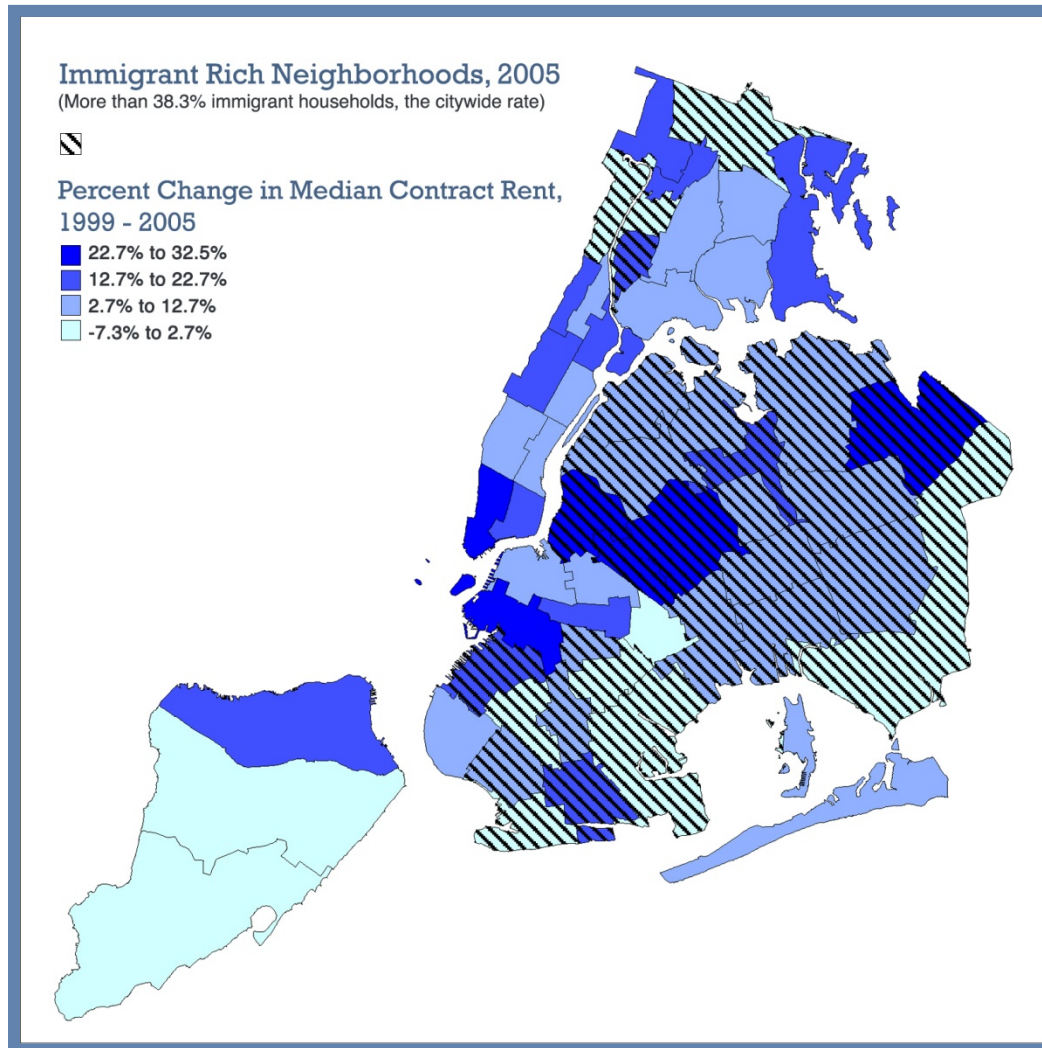 Immigrant Rich Neighborhoods, 2005
(More than 38.3% immigrant households, the citywide rate)
Percent Change in Median Contract Rent,
1999 - 2005
22.7% to 32.5%
12.7% to 22.7%
2.7% to 12.7%
-7.3% to 2.7%